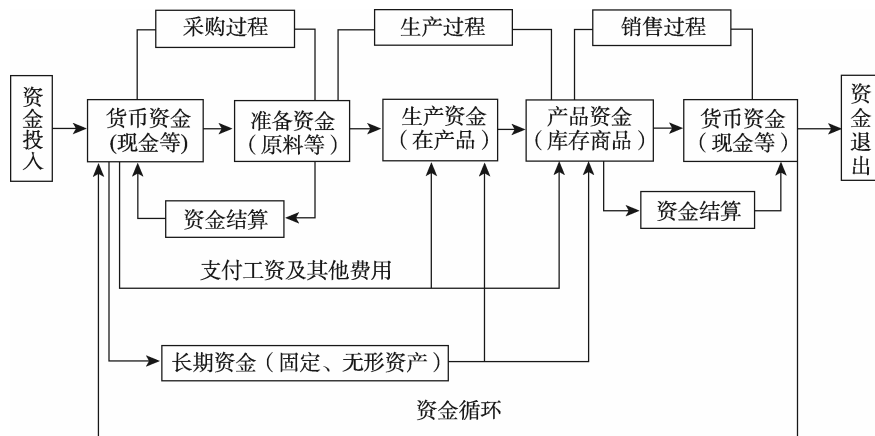 采购过程
生产过程
销售过程
资金投入
货币资金
(现金等)
准备资金
(原料等)
生产资金
(在产品)
产品资金
(库存商品)
货币资金
(现金等)
资金退出
资金结算
资金结算
支付工资及其他费用
长期资金(固定、无形资产)
资金循环